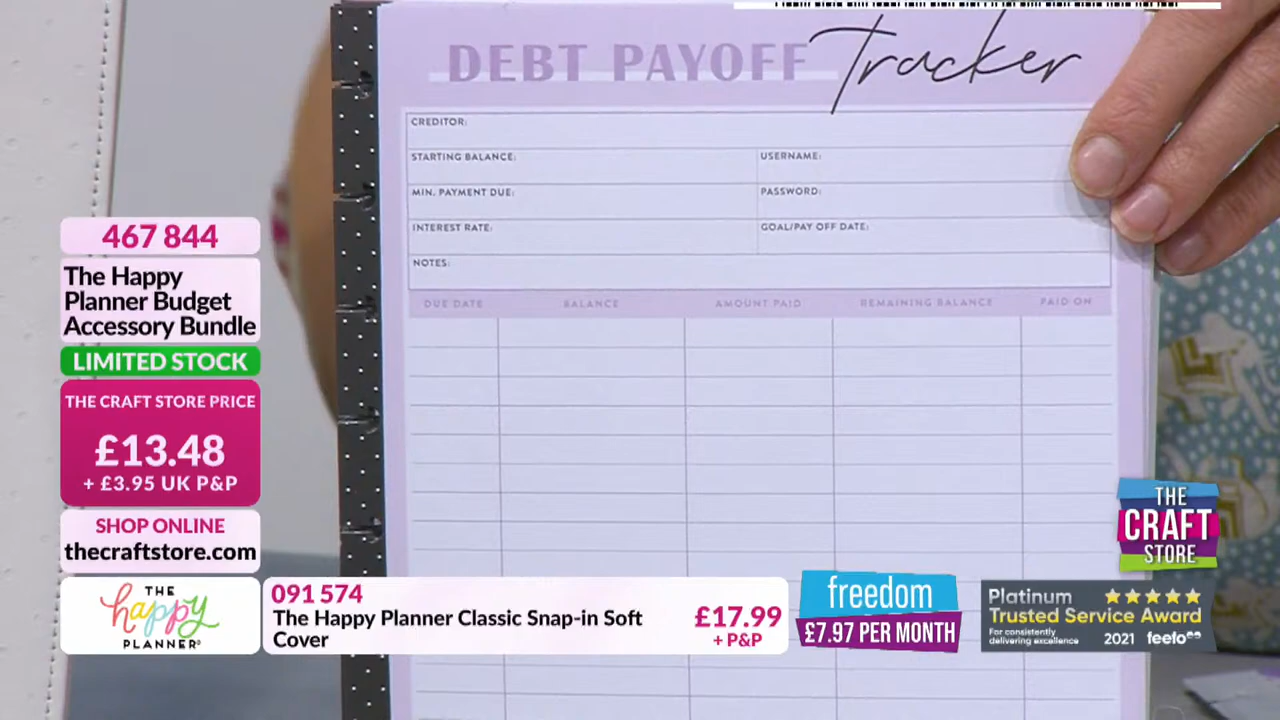 DEBT PAYOFF Tracker
CREDITOR:
STARTING BALANCE:
USERNAME:
MIN. PAYMENT DUE:
PASSWORD:
INTEREST RATE:
GOAL/PAY OFF DATE:
NOTES:
DUE DATE BALANCE AMOUNT PAID REMAINING BALANCE PAID ON
467 844
The Happy
Planner Budget
Accessory Bundle
LIMITED STOCK
THE CRAFT STORE PRICE
£13.48
+ £3.95 UK P&P
SHOP ONLINE
thecraftstore.com
THE
happy
PLANNER®
091 574
The Happy Planner Classic Snap-in Soft
Cover
£17.99
+ P&P
freedom
£7.97 PER MONTH
THE
CRAFT
STORE
Platinum
Trusted Service Award
For consistently
delivering excellence
2021 feefo